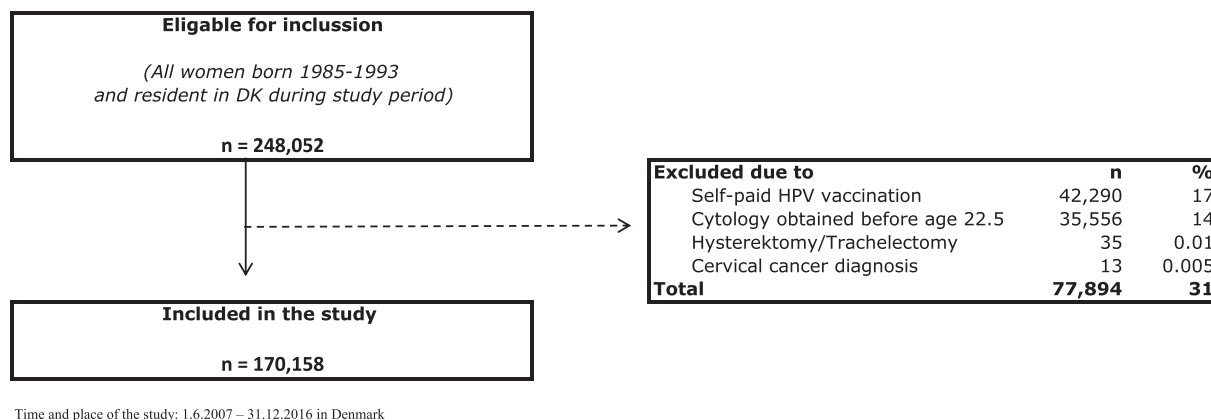 Eligable for inclussion
(All women born 1985-1993
and resident in DK during study period)
n = 248,052
Excluded due to n %
Self-paid HPV vaccination 42,290 17
Cytology obtained before age 22.5 35,556 14
Hysterektomy/Trachelectomy 35 0.01
Cervical cancer diagnosis 13 0.005
Total 77,894 31
Included in the study
n = 170,158
Time and place of the study: 1.6.2007 – 31.12.2016 in Denmark